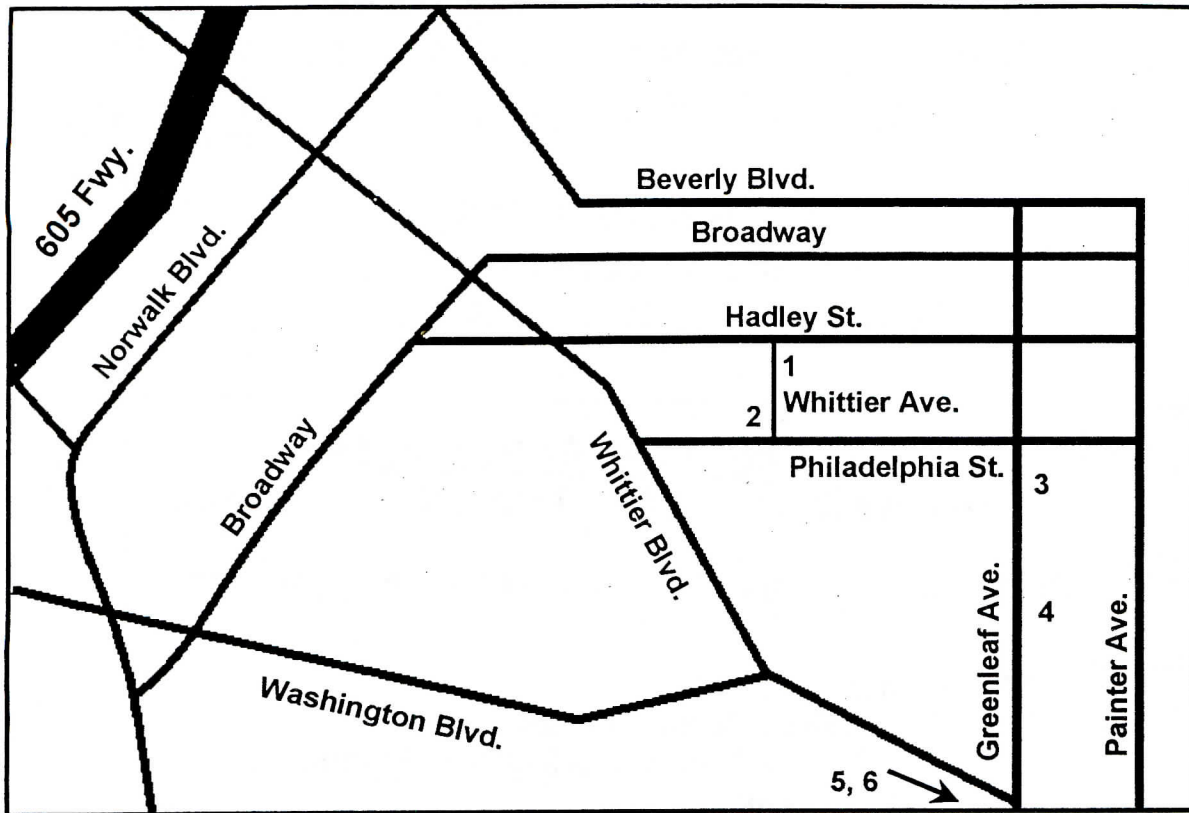 605 Fwy.
Norwalk Blvd.
Beverly Blvd.
Broadway
Hadley St.
1
Whittier Ave.
2
Philadelphia St.
3
Broadway
Whittier Blvd.
4
Greenleaf Ave.
Painter Ave.
Washington Blvd.
5, 6